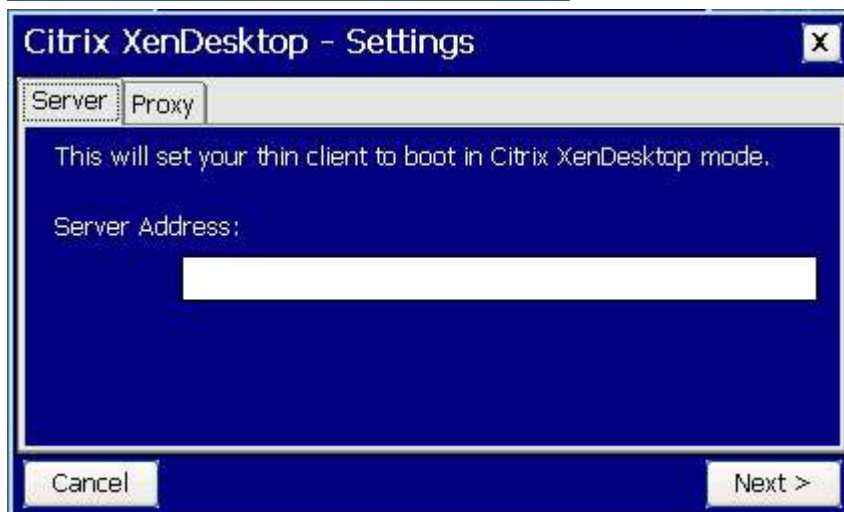 Citrix XenDesktop - Settings
X
Server Proxy
This will set your thin client to boot in Citrix XenDesktop mode.
Server Address:
Cancel Next >